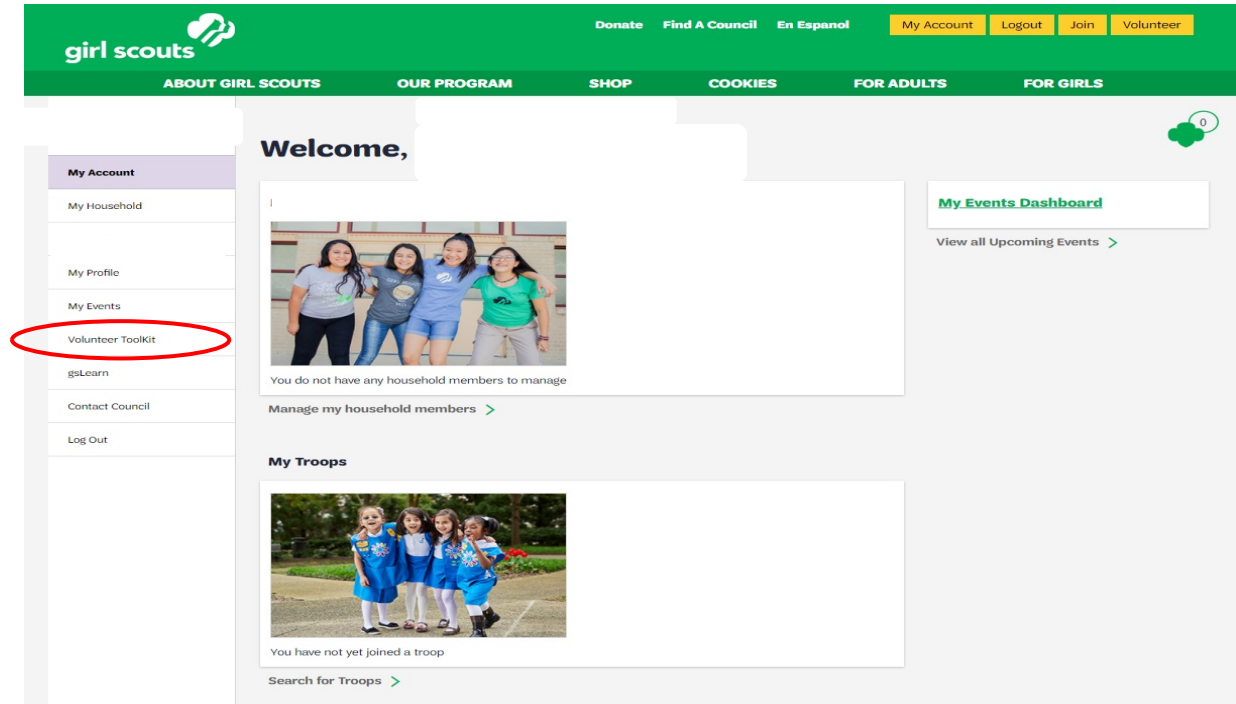 Donate Find A Council En Espanol My Account Logout Join Volunteer
girl scouts
ABOUT GIRL SCOUTS OUR PROGRAM SHOP COOKIES FOR ADULTS FOR GIRLS
0
Welcome,
My Account
My Household
My Profile
My Events
Volunteer ToolKit
gsLearn
Contact Council
Log Out
You do not have any household members to manage
Manage my household members >
My Troops
You have not yet joined a troop
Search for Troops >
My Events Dashboard
View all Upcoming Events >